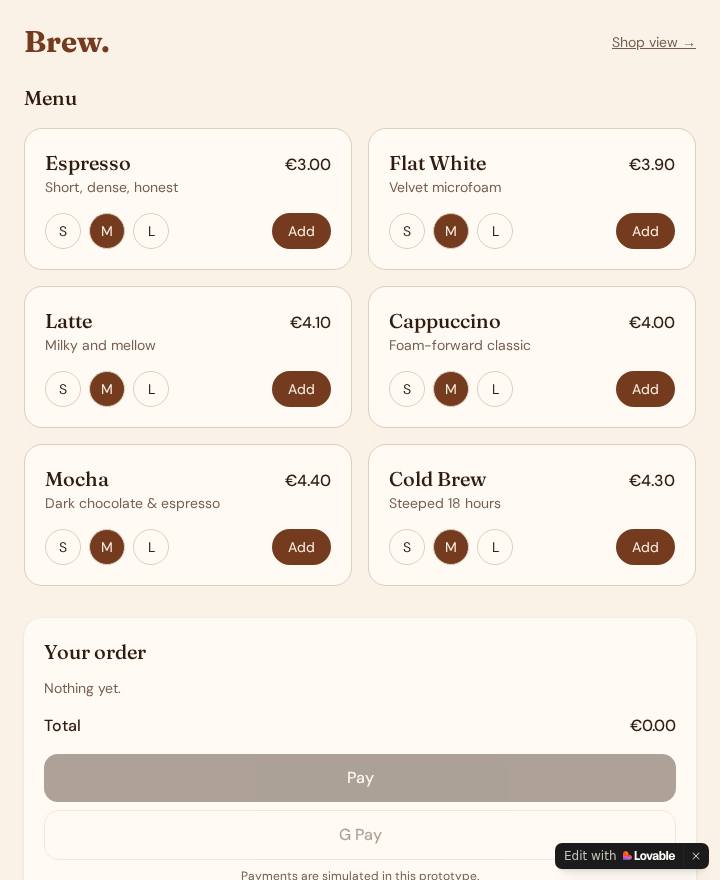 Brew.
Shop view →
Menu
Espresso €3.00
Short, dense, honest
S M L Add
Flat White €3.90
Velvet microfoam
S M L Add
Latte €4.10
Milky and mellow
S M L Add
Cappuccino €4.00
Foam-forward classic
S M L Add
Mocha €4.40
Dark chocolate & espresso
S M L Add
Cold Brew €4.30
Steeped 18 hours
S M L Add
Your order
Nothing yet.
Total €0.00
Pay
G Pay
Payments are simulated in this prototype.
Edit with Lovable ×